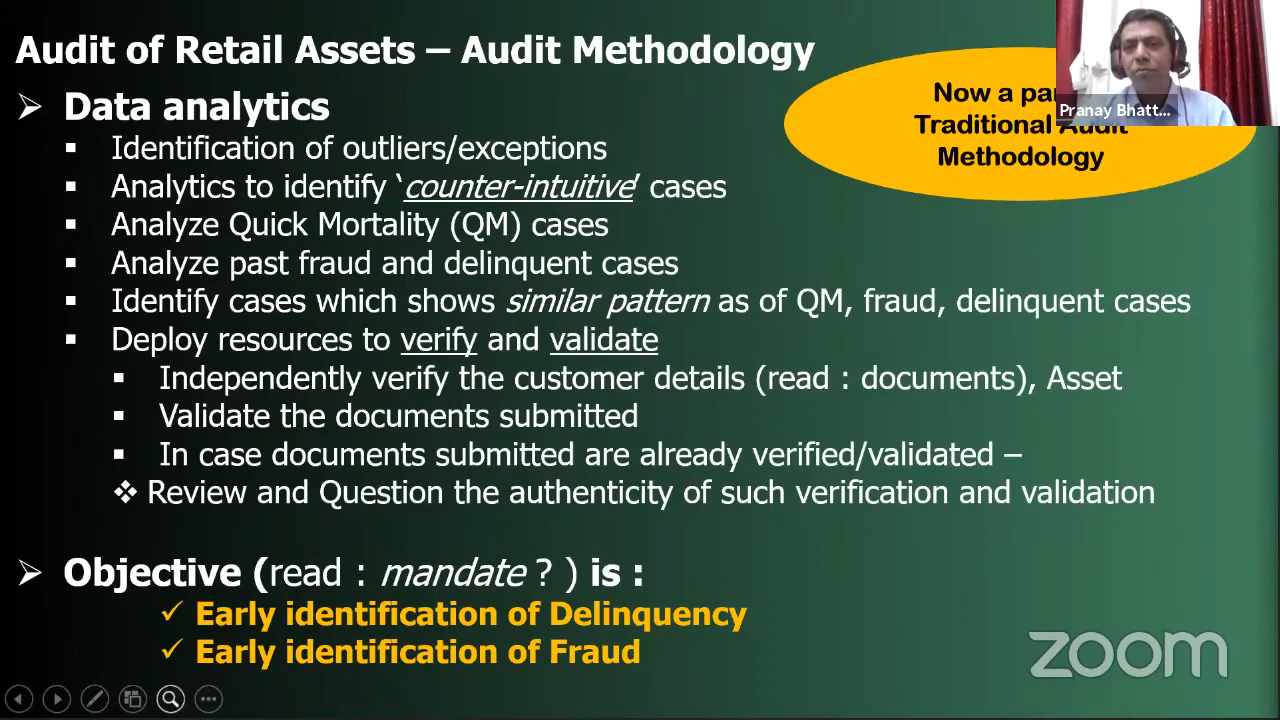 Audit of Retail Assets – Audit Methodology
➢ Data analytics
▪ Identification of outliers/exceptions
▪ Analytics to identify ‘counter-intuitive’ cases
▪ Analyze Quick Mortality (QM) cases
▪ Analyze past fraud and delinquent cases
▪ Identify cases which shows similar pattern as of QM, fraud, delinquent cases
▪ Deploy resources to verify and validate
▪ Independently verify the customer details (read : documents), Asset
▪ Validate the documents submitted
▪ In case documents submitted are already verified/validated –
❖ Review and Question the authenticity of such verification and validation
➢ Objective (read : mandate ? ) is :
✓ Early identification of Delinquency
✓ Early identification of Fraud
Now a
Traditional Audit
Methodology
Pranay Bhatt...
zoom